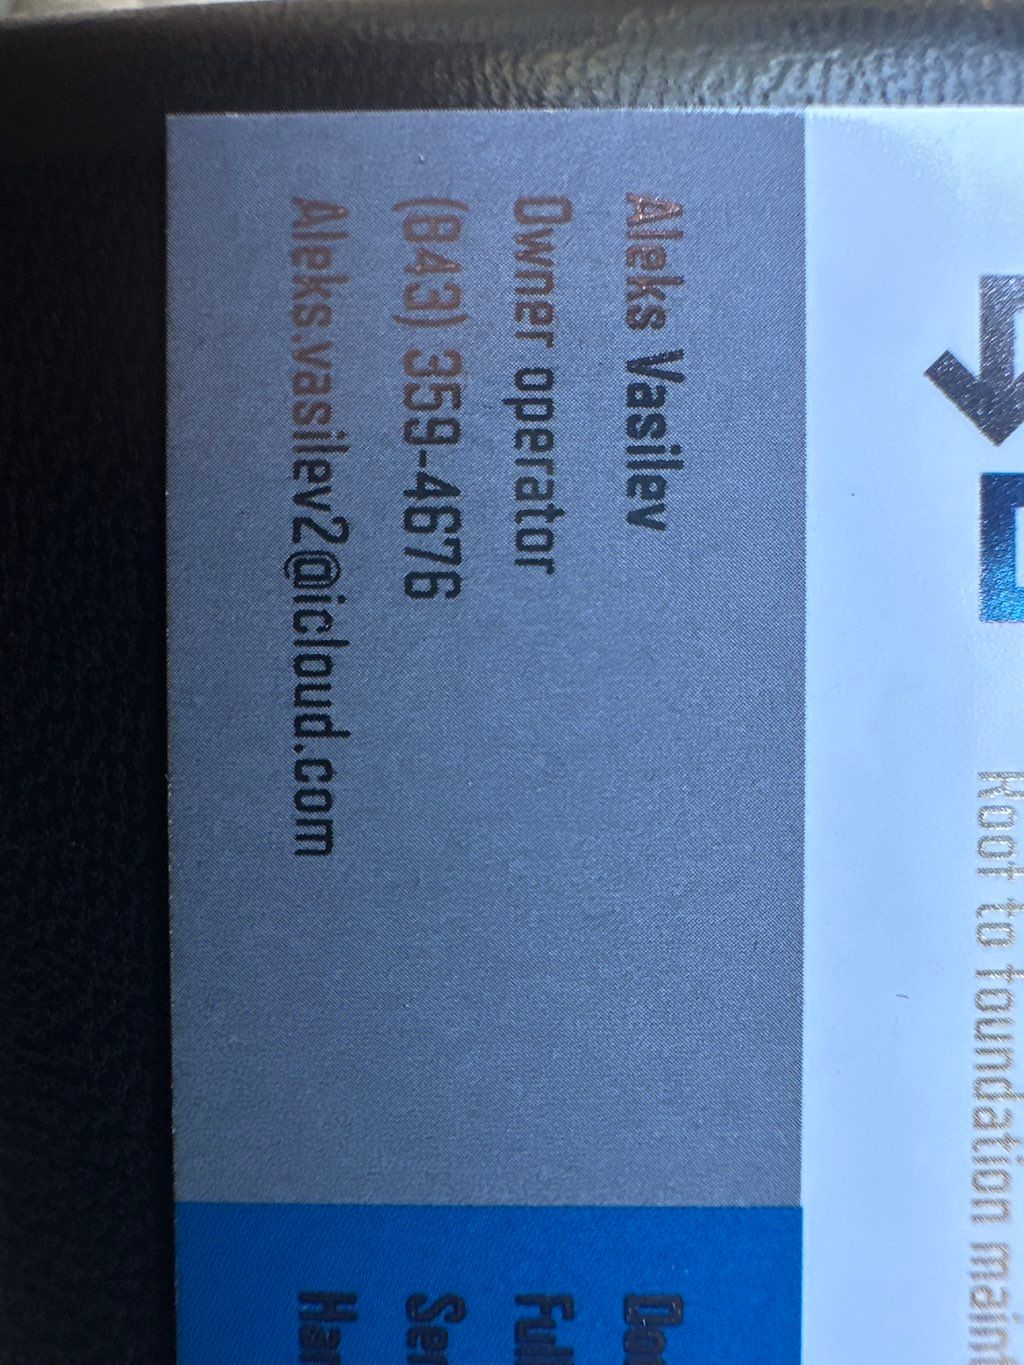 Roof to foundation
Aleks Vasilev
Owner operator
(843) 359-4676
Aleks.vasilev2@icloud.com